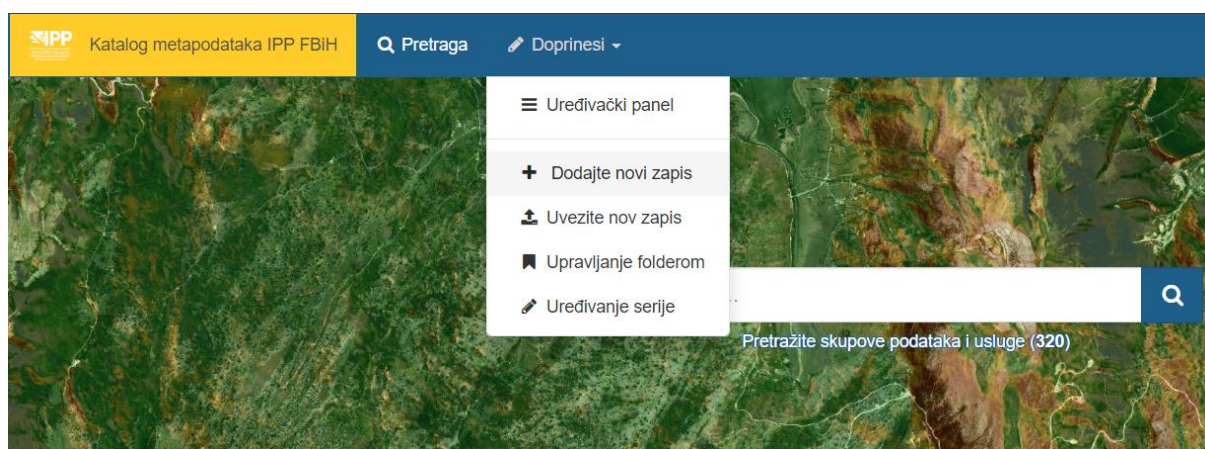 IPP
Katalog metapodataka IPP FBiH
Pretraga
Doprinesi
Uređivački panel
Dodajte novi zapis
Uvezite nov zapis
Upravljanje folderom
Uređivanje serije
..
Pretražite skupove podataka i usluge (320)